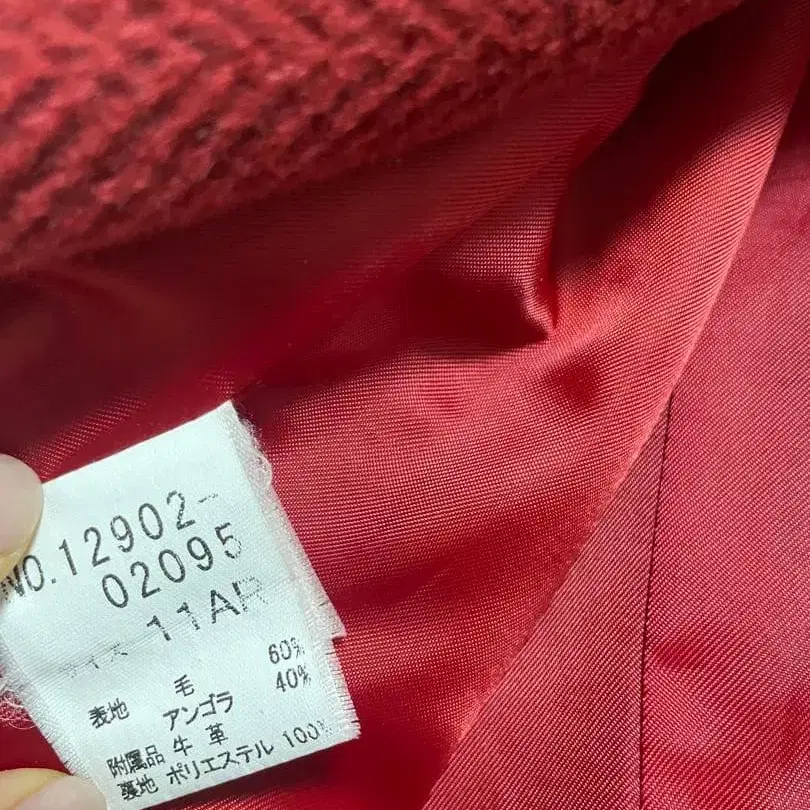 NO.12902-
02095
サイズ 11AR
表地 毛 60%
アンゴラ 40%
附属品 牛革
裏地 ポリエステル 100%